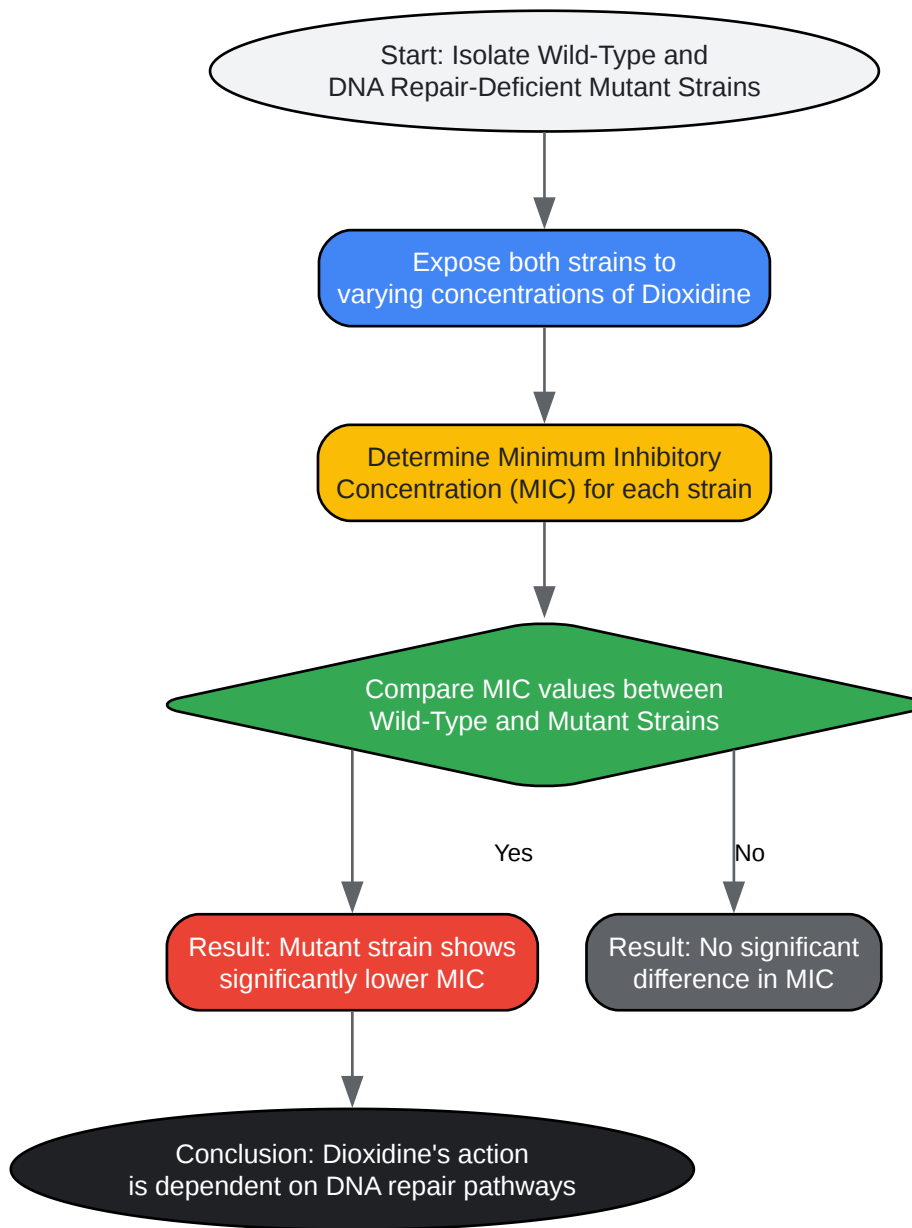 Start: Isolate Wild-Type and
DNA Repair-Deficient Mutant Strains
Expose both strains to
varying concentrations of Dioxidine
Determine Minimum Inhibitory
Concentration (MIC) for each strain
Compare MIC values between
Wild-Type and Mutant Strains
Yes
No
Result: Mutant strain shows
significantly lower MIC
Result: No significant
difference in MIC
Conclusion: Dioxidine's action
is dependent on DNA repair pathways